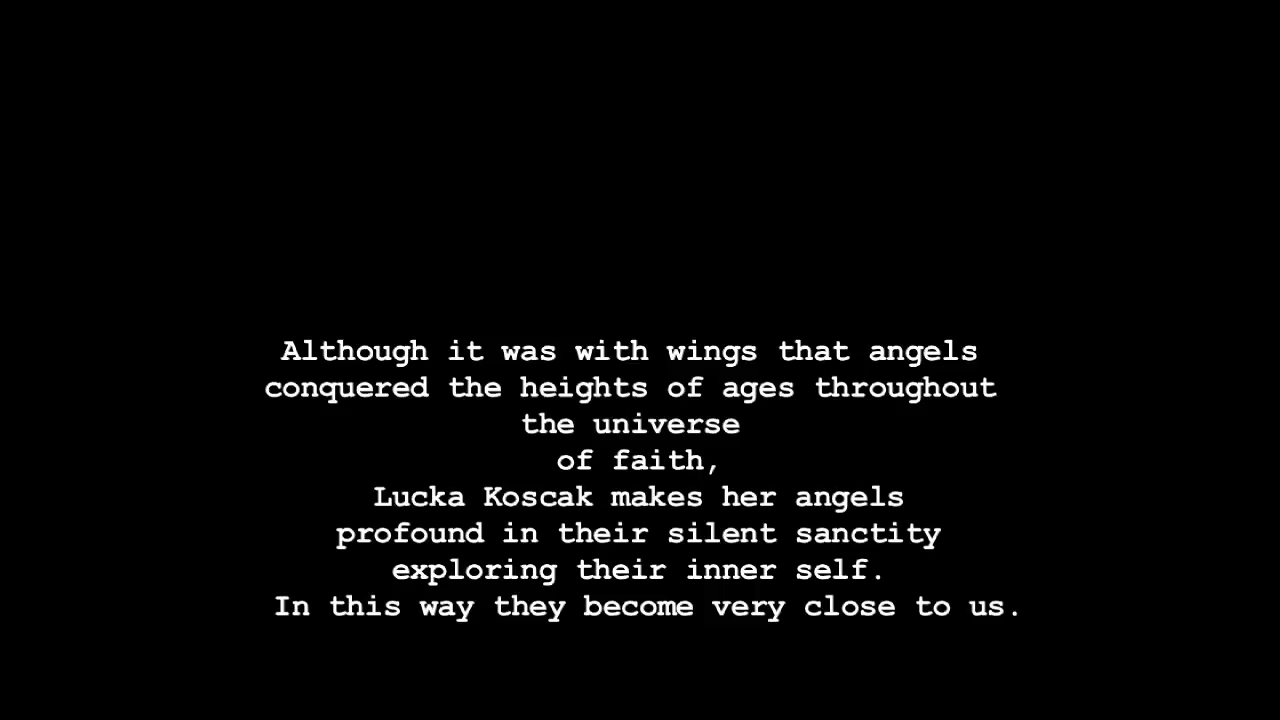 Although it was with wings that angels
conquered the heights of ages throughout
the universe
of faith,
Lucka Koscak makes her angels
profound in their silent sanctity
exploring their inner self.
In this way they become very close to us.